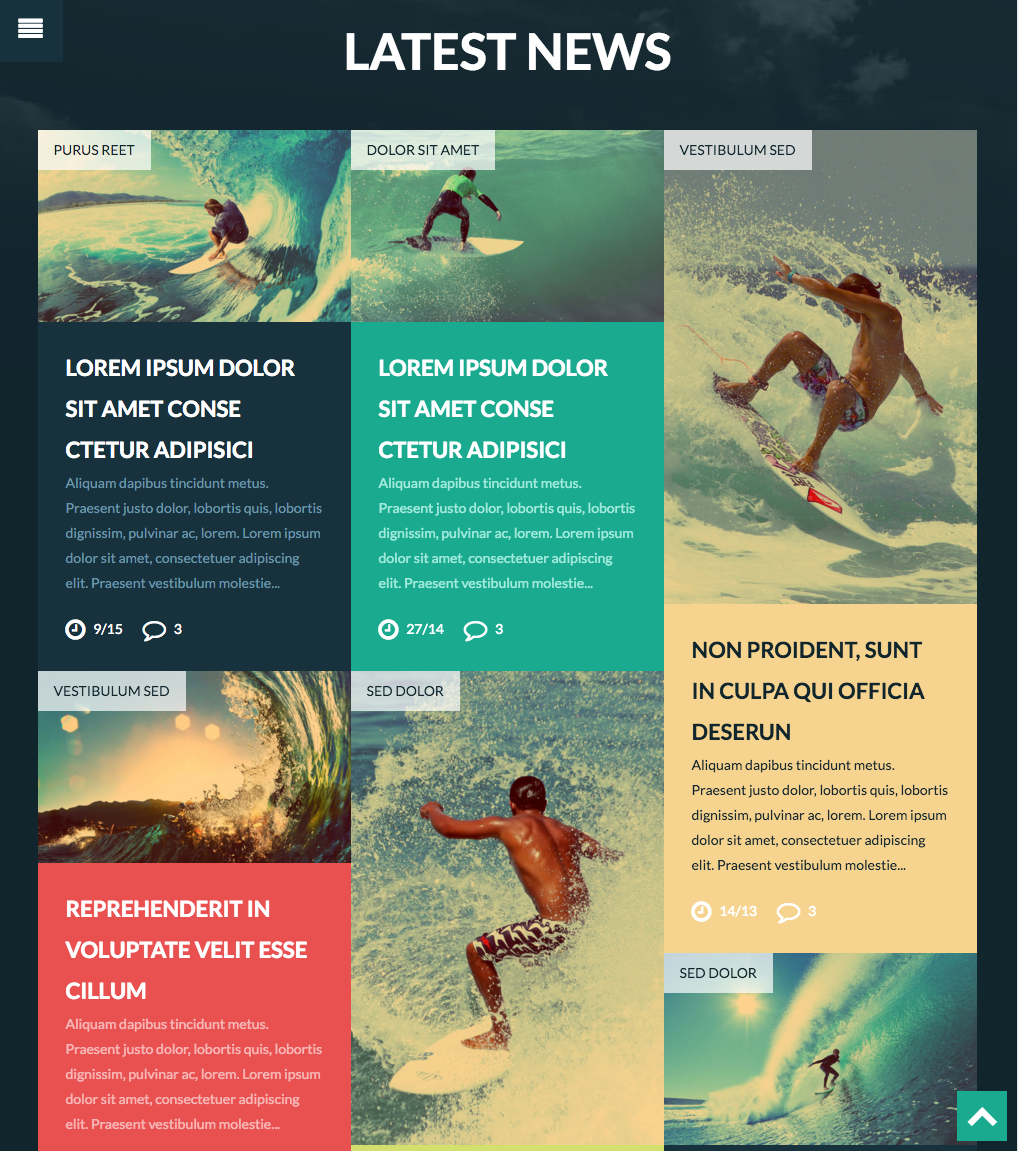 LATEST NEWS
PURUS REET
LOREM IPSUM DOLOR
SIT AMET CONSE
CTETUR ADIPISICI
Aliquam dapibus tincidunt metus.
Praesent justo dolor, lobortis quis, lobortis
dignissim, pulvinar ac, lorem. Lorem ipsum
dolor sit amet, consectetuer adipiscing
elit. Praesent vestibulum molestie...
9/15 3
VESTIBULUM SED
REPREHENDERIT IN
VOLUPTATE VELIT ESSE
CILLUM
Aliquam dapibus tincidunt metus.
Praesent justo dolor, lobortis quis, lobortis
dignissim, pulvinar ac, lorem. Lorem ipsum
dolor sit amet, consectetuer adipiscing
elit. Praesent vestibulum molestie...
DOLOR SIT AMET
LOREM IPSUM DOLOR
SIT AMET CONSE
CTETUR ADIPISICI
Aliquam dapibus tincidunt metus.
Praesent justo dolor, lobortis quis, lobortis
dignissim, pulvinar ac, lorem. Lorem ipsum
dolor sit amet, consectetuer adipiscing
elit. Praesent vestibulum molestie...
27/14 3
SED DOLOR
VESTIBULUM SED
NON PROIDENT, SUNT
IN CULPA QUI OFFICIA
DESERUN
Aliquam dapibus tincidunt metus.
Praesent justo dolor, lobortis quis, lobortis
dignissim, pulvinar ac, lorem. Lorem ipsum
dolor sit amet, consectetuer adipiscing
elit. Praesent vestibulum molestie...
14/13 3
SED DOLOR